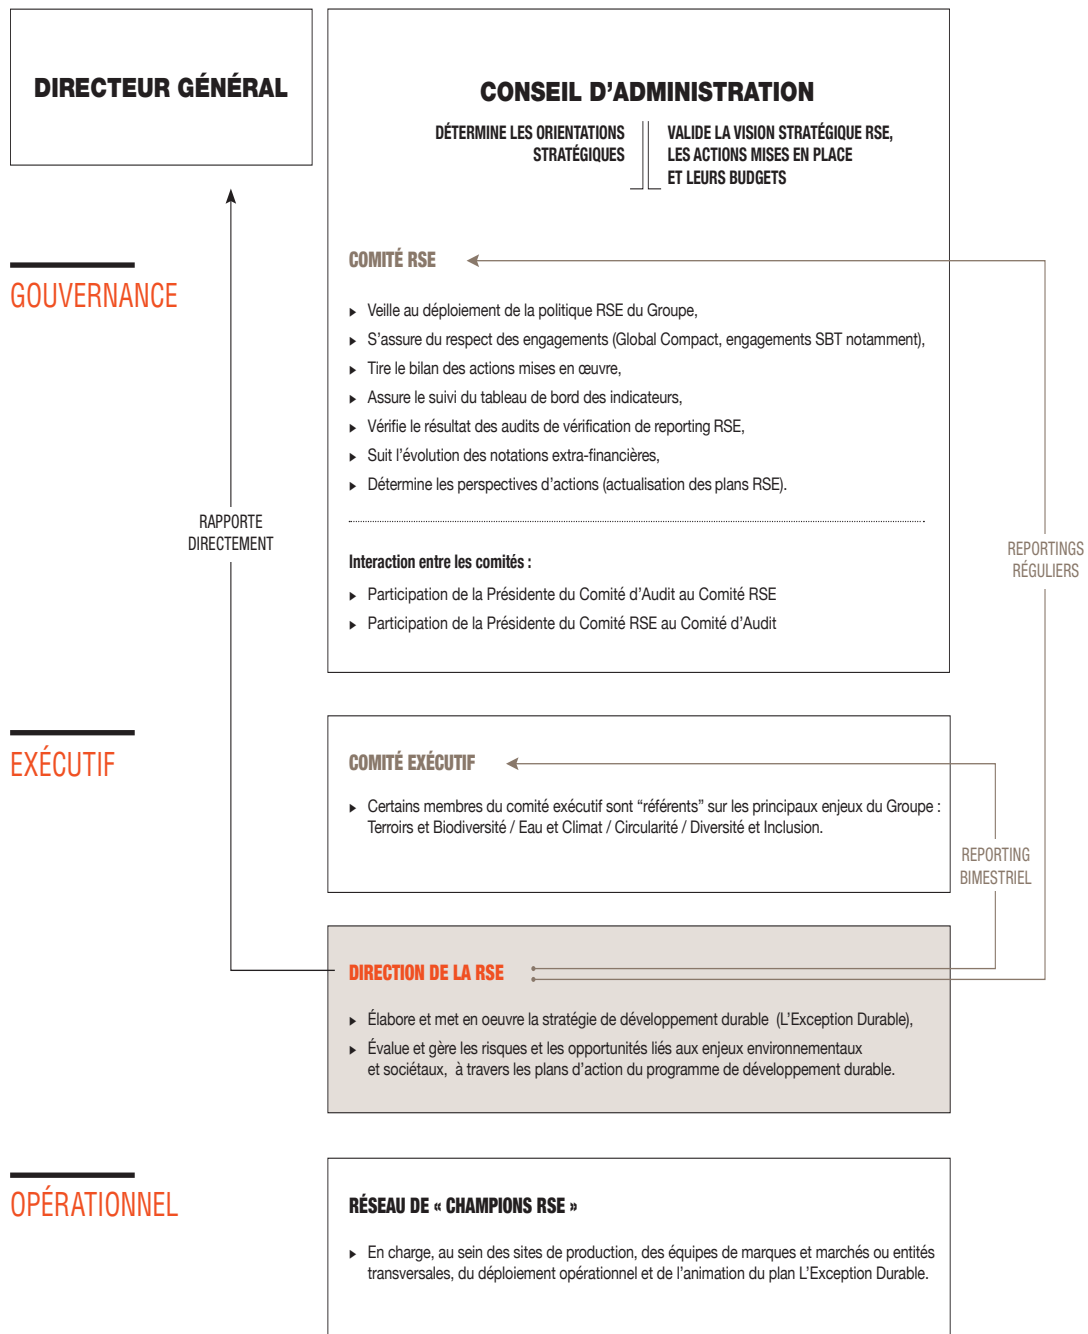 DIRECTEUR GÉNÉRAL
CONSEIL D'ADMINISTRATION
DÉTERMINE LES ORIENTATIONS
STRATÉGIQUES
VALIDE LA VISION STRATÉGIQUE RSE,
LES ACTIONS MISES EN PLACE
ET LEURS BUDGETS
GOUVERNANCE
COMITÉ RSE
▸ Veille au déploiement de la politique RSE du Groupe,
▸ S'assure du respect des engagements (Global Compact, engagements SBT notamment),
▸ Tire le bilan des actions mises en œuvre,
▸ Assure le suivi du tableau de bord des indicateurs,
▸ Vérifie le résultat des audits de vérification de reporting RSE,
▸ Suit l'évolution des notations extra-financières,
▸ Détermine les perspectives d'actions (actualisation des plans RSE).
RAPPORTE
DIRECTEMENT
REPORTINGS
RÉGULIERS
Interaction entre les comités :
▸ Participation de la Présidente du Comité d'Audit au Comité RSE
▸ Participation de la Présidente du Comité RSE au Comité d'Audit
EXÉCUTIF
COMITÉ EXÉCUTIF
▸ Certains membres du comité exécutif sont “référents” sur les principaux enjeux du Groupe :
Terroirs et Biodiversité / Eau et Climat / Circularité / Diversité et Inclusion.
REPORTING
BIMESTRIEL
DIRECTION DE LA RSE
▸ Élabore et met en oeuvre la stratégie de développement durable (L'Exception Durable),
▸ Évalue et gère les risques et les opportunités liés aux enjeux environnementaux
et sociétaux, à travers les plans d'action du programme de développement durable.
OPÉRATIONNEL
RÉSEAU DE « CHAMPIONS RSE »
▸ En charge, au sein des sites de production, des équipes de marques et marchés ou entités
transversales, du déploiement opérationnel et de l'animation du plan L'Exception Durable.